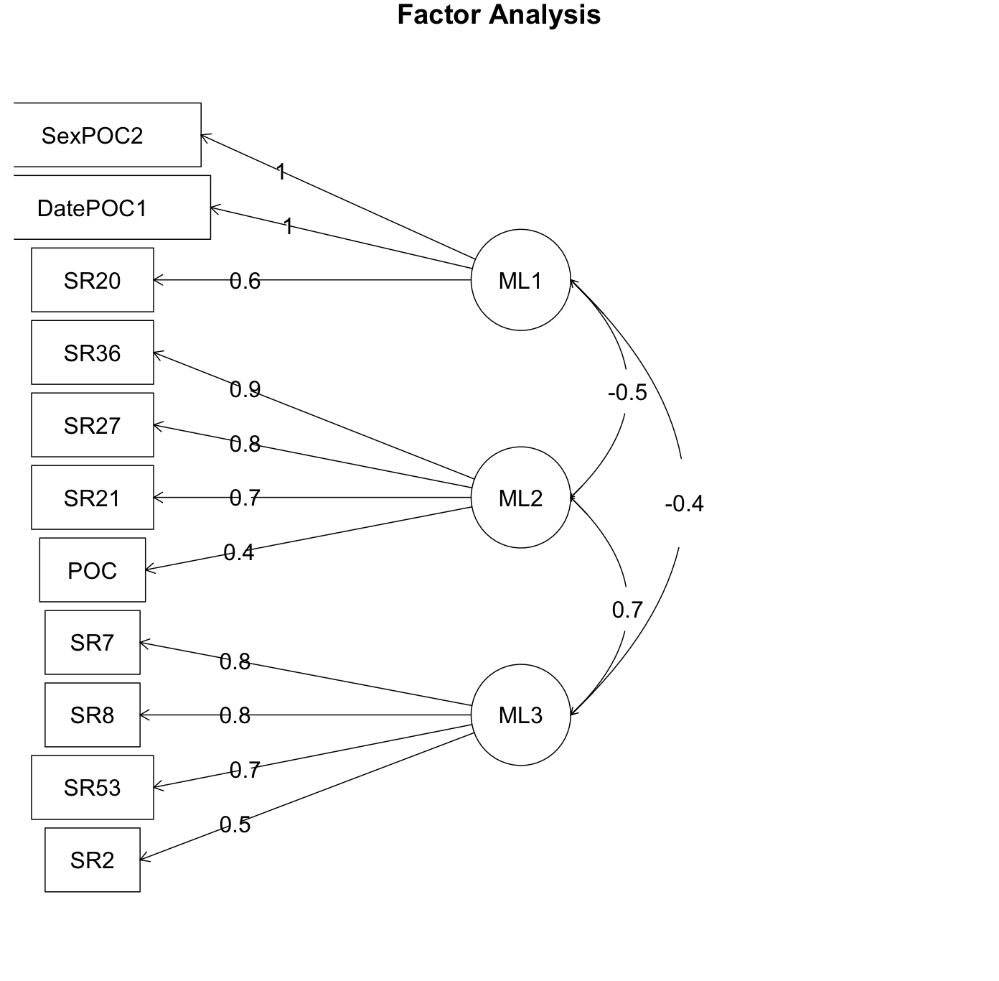 Factor Analysis
SexPOC2
1
DatePOC1
1
SR20
0.6
ML1
SR36
0.9
-0.5
SR27
0.8
SR21
0.7
ML2
-0.4
POC
0.4
0.7
SR7
0.8
SR8
0.8
ML3
SR53
0.7
SR2
0.5